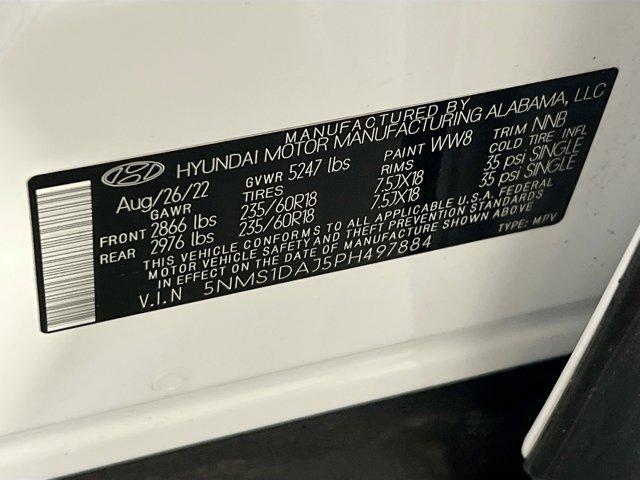 MANUFACTURED BY
HYUNDAI MOTOR MANUFACTURING ALABAMA, LLC
Aug/26/22 GVWR 5247 lbs PAINT WW8 TRIM NNB
GAWR TIRES RIMS COLD TIRE INFL
FRONT 2866 lbs 235/60R18 7.5JX18 35 psi SINGLE
REAR 2976 lbs 235/60R18 7.5JX18 35 psi SINGLE
THIS VEHICLE CONFORMS TO ALL APPLICABLE U.S.A. FEDERAL
MOTOR VEHICLE SAFETY AND THEFT PREVENTION STANDARDS
IN EFFECT ON THE DATE OF MANUFACTURE SHOWN ABOVE
V.I.N 5NMS1DAJ5PH497884 TYPE: MPV